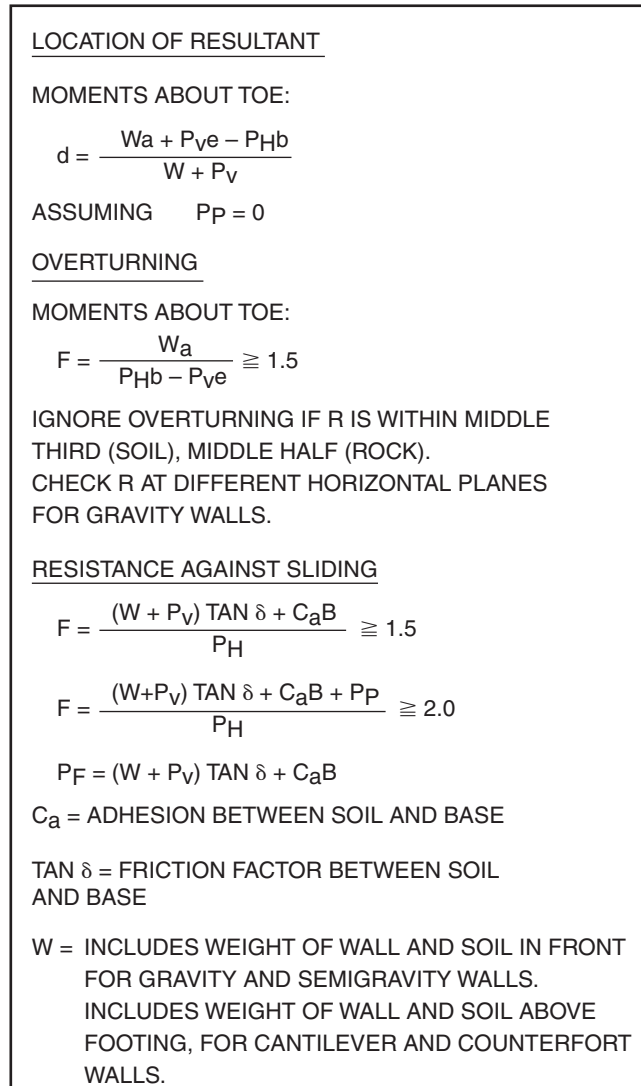 LOCATION OF RESULTANT
MOMENTS ABOUT TOE:
d = (Wa + Pve – PHb) / (W + Pv)
ASSUMING PP = 0
OVERTURNING
MOMENTS ABOUT TOE:
F = Wa / (PHb – Pve) ≧ 1.5
IGNORE OVERTURNING IF R IS WITHIN MIDDLE
THIRD (SOIL), MIDDLE HALF (ROCK).
CHECK R AT DIFFERENT HORIZONTAL PLANES
FOR GRAVITY WALLS.
RESISTANCE AGAINST SLIDING
F = ((W + Pv) TAN δ + CaB) / PH ≧ 1.5
F = ((W+Pv) TAN δ + CaB + PP) / PH ≧ 2.0
PF = (W + Pv) TAN δ + CaB
Ca = ADHESION BETWEEN SOIL AND BASE
TAN δ = FRICTION FACTOR BETWEEN SOIL
AND BASE
W = INCLUDES WEIGHT OF WALL AND SOIL IN FRONT
FOR GRAVITY AND SEMIGRAVITY WALLS.
INCLUDES WEIGHT OF WALL AND SOIL ABOVE
FOOTING, FOR CANTILEVER AND COUNTERFORT
WALLS.